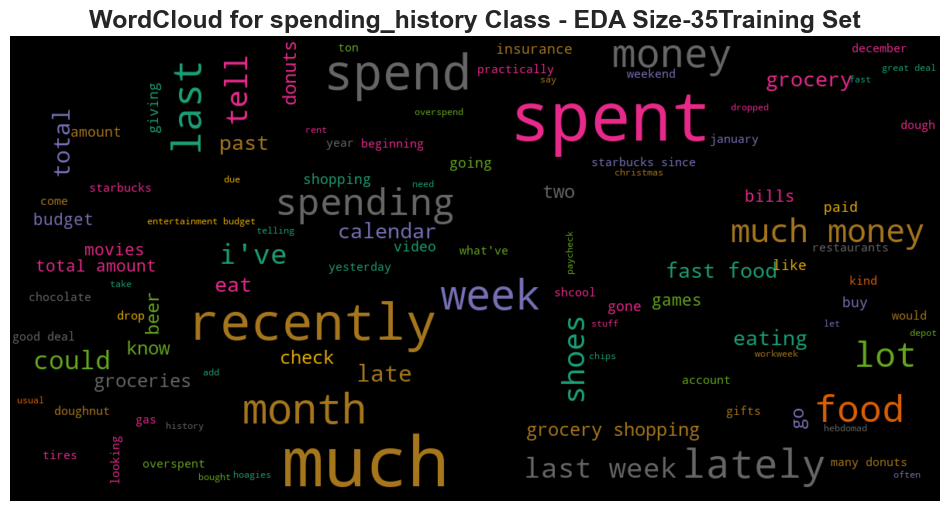 WordCloud for spending_history Class - EDA Size-35Training Set
ton
insurance
money
december
practically
weekend
great deal
spend
say
grocery
fast
donuts
tell
last
giving
overspend
spent
dropped
dough
total
amount
rent
past
year
beginning
january
going
starbucks since
christmas
starbucks
due
shopping
need
two
bills
come
spending
paid
budget
entertainment budget
telling
calendar
much money
movies
i've
video
what've
restaurants
total amount
yesterday
paycheck
fast food
like
take
eat
week
shcool
kind
chocolate
gone
games
buy
drop
beer
recently
stuff
would
let
good deal
know
shoes
eating
depot
could
check
chips
workweek
lot
groceries
add
late
account
usual
doughnut
month
gifts
go
food
gas
history
grocery shopping
hebdomad
tires
looking
overspent
much
last week
lately
many donuts
bought
hoagies
often